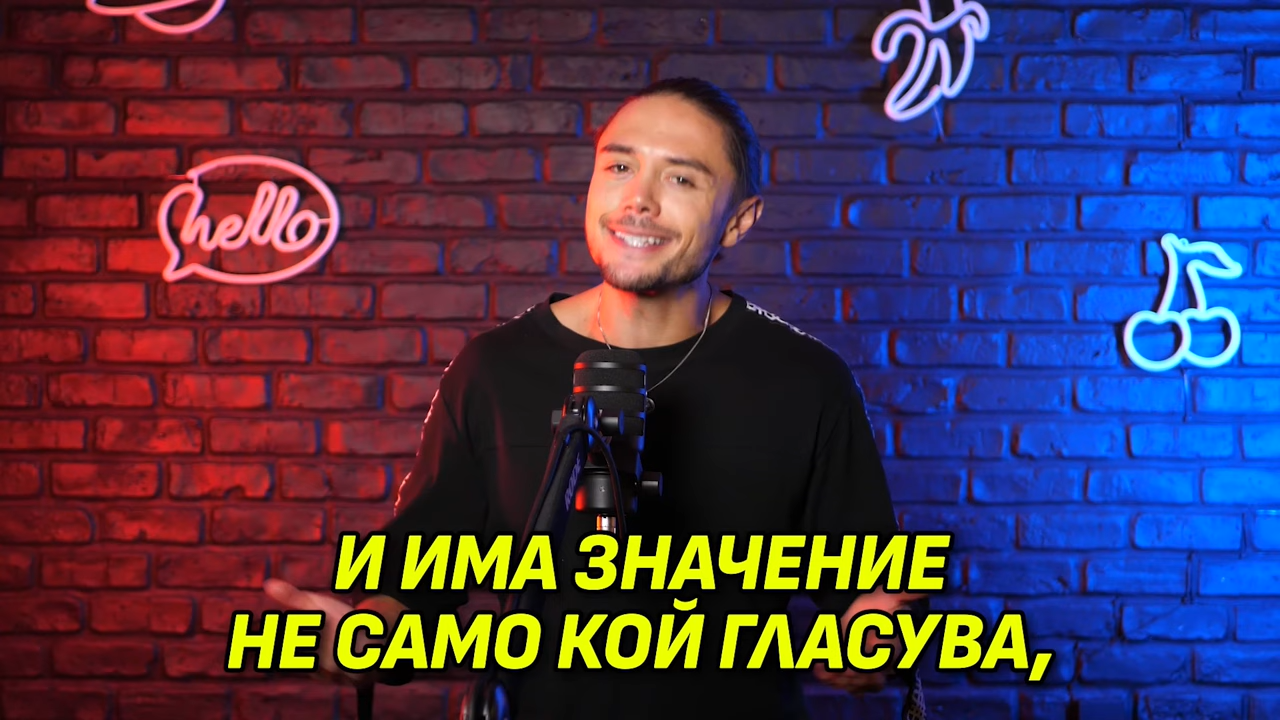 hello
И ИМА ЗНАЧЕНИЕ
НЕ САМО КОЙ ГЛАСУВА,